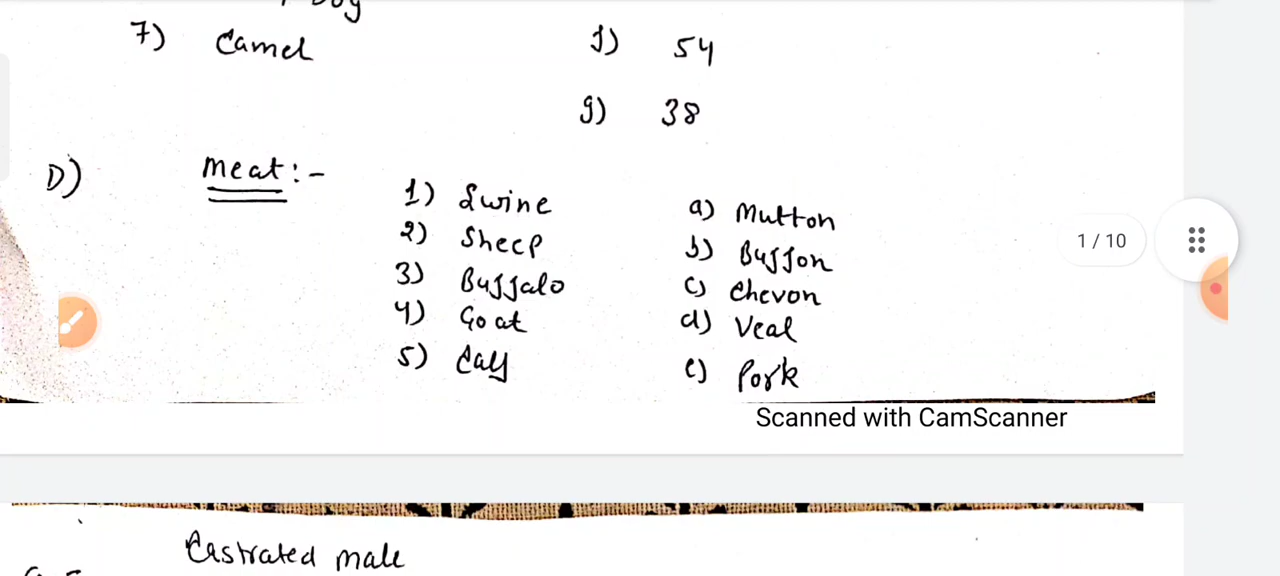 7) Camel f) 54
g) 38
D) Meat:-
1) Swine a) Mutton
2) Sheep b) Buffon
3) Buffalo c) Chevon
4) Goat d) Veal
5) Calf e) Pork
1 / 10
Scanned with CamScanner
Castrated male